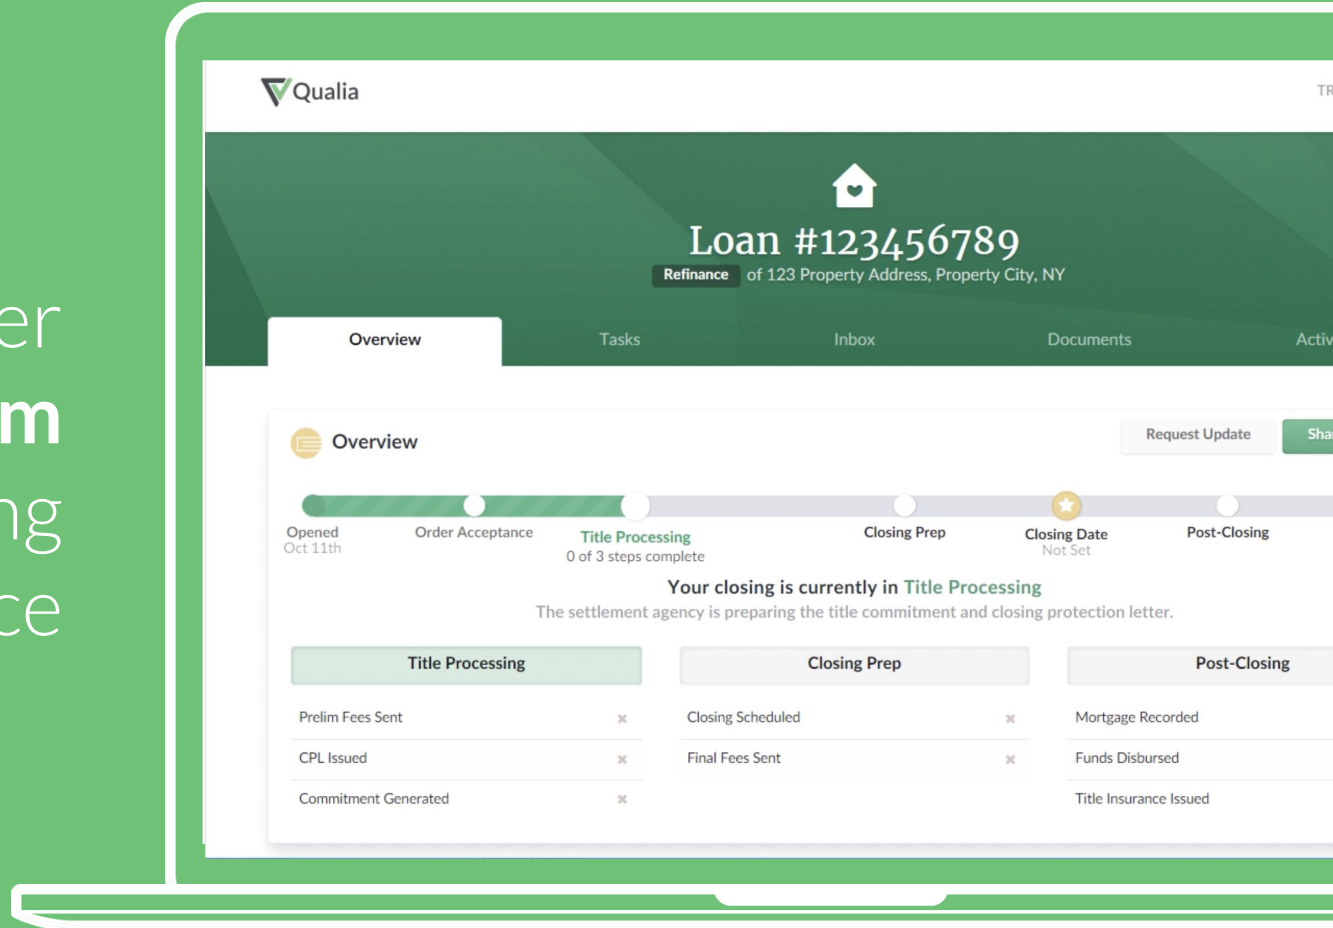 Qualia
TR
Loan #123456789
Refinance of 123 Property Address, Property City, NY
Overview Tasks Inbox Documents Activ
er
m
ng
ce
Overview Request Update Shar
Opened Order Acceptance Title Processing Closing Prep Closing Date Post-Closing
Oct 11th 0 of 3 steps complete Not Set
Your closing is currently in Title Processing
The settlement agency is preparing the title commitment and closing protection letter.
Title Processing Closing Prep Post-Closing
Prelim Fees Sent Closing Scheduled Mortgage Recorded
CPL Issued Final Fees Sent Funds Disbursed
Commitment Generated Title Insurance Issued